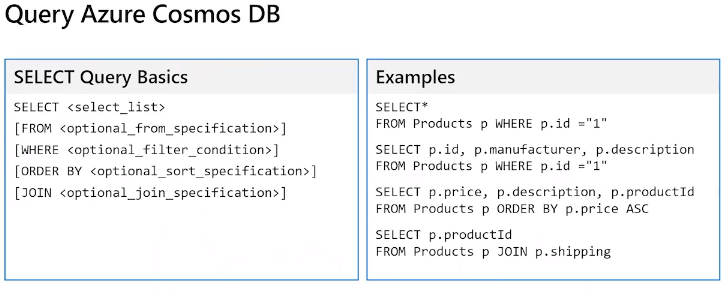 Query Azure Cosmos DB
SELECT Query Basics
SELECT <select_list>
[FROM <optional_from_specification>]
[WHERE <optional_filter_condition>]
[ORDER BY <optional_sort_specification>]
[JOIN <optional_join_specification>]
Examples
SELECT*
FROM Products p WHERE p.id ="1"
SELECT p.id, p.manufacturer, p.description
FROM Products p WHERE p.id ="1"
SELECT p.price, p.description, p.productId
FROM Products p ORDER BY p.price ASC
SELECT p.productId
FROM Products p JOIN p.shipping